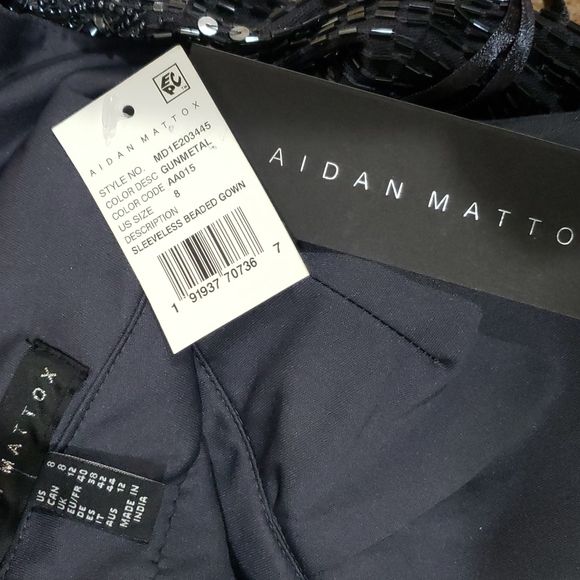 AIDAN MATTOX
STYLE NO. MD1E203445
COLOR DESC GUNMETAL
COLOR CODE AA015
US SIZE 8
DESCRIPTION
SLEEVELESS BEADED GOWN
1 91937 70736 7
AIDAN MATTO
MATTOX
US 8
CAN 8
UK 12
EU/FR 40
DE 38
ES 42
IT 44
AUS 12
MADE IN
INDIA